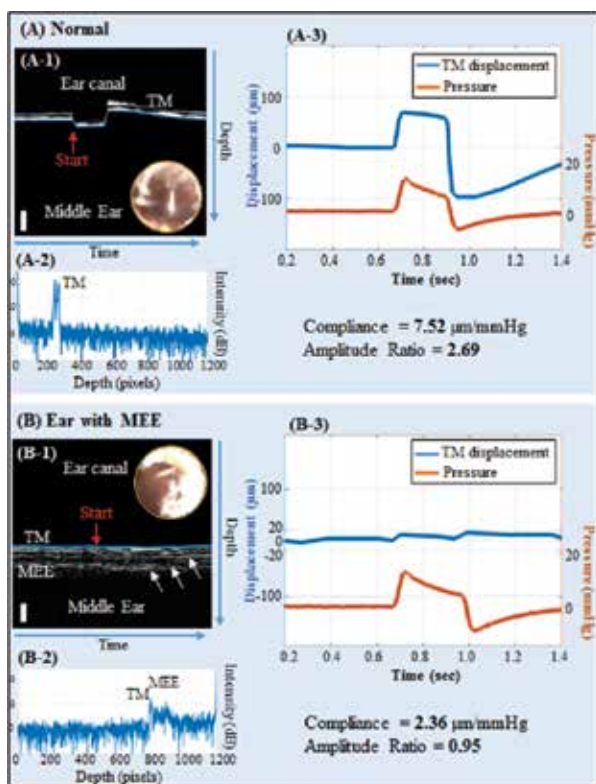 (A) Normal
(A-1)
Ear canal
TM
Start
Middle Ear
Depth
Time
(A-2)
TM
Intensity (dB)
0 200 400 600 800 1000 1200
Depth (pixels)
(A-3)
TM displacement
Pressure
Displacement (µm)
100
0
100
Pressure (mmHg)
20
0
0.2 0.4 0.6 0.8 1.0 1.2 1.4
Time (sec)
Compliance = 7.52 µm/mmHg
Amplitude Ratio = 2.69
(B) Ear with MEE
(B-1)
Ear canal
Start
TM
MEE
Middle Ear
Depth
Time
(B-2)
TM
MEE
Intensity (dB)
0 200 400 600 800 1000 1200
Depth (pixels)
(B-3)
TM displacement
Pressure
Displacement (µm)
100
20
0
-20
-100
Pressure (mmHg)
20
0
0.2 0.4 0.6 0.8 1.0 1.2 1.4
Time (sec)
Compliance = 2.36 µm/mmHg
Amplitude Ratio = 0.95